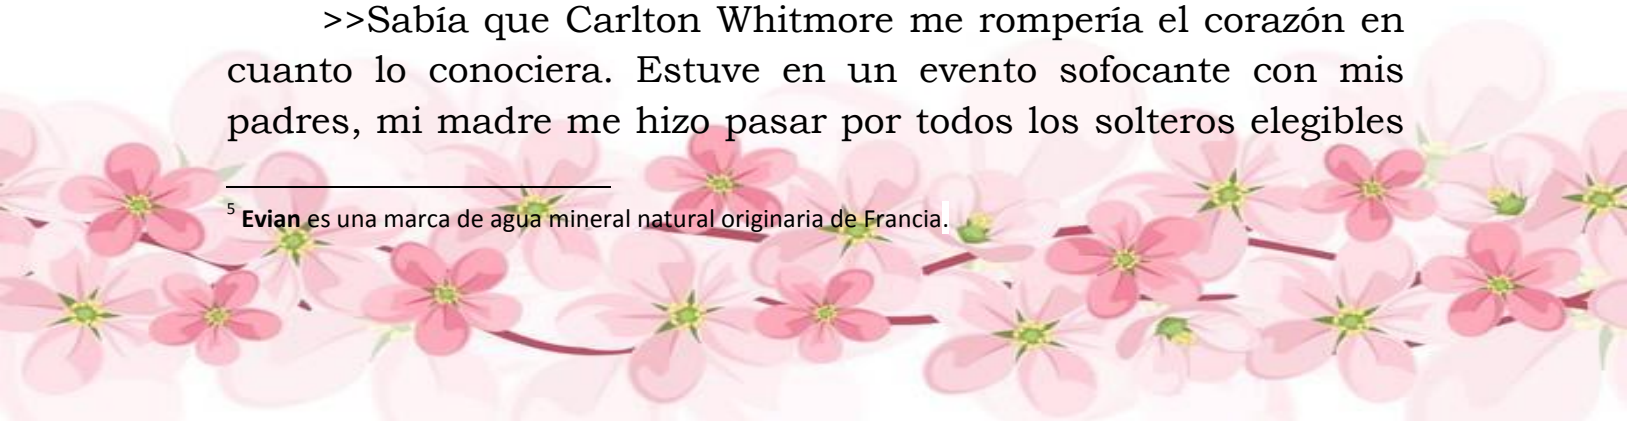 >>Sabía que Carlton Whitmore me rompería el corazón en
cuanto lo conociera. Estuve en un evento sofocante con mis
padres, mi madre me hizo pasar por todos los solteros elegibles
5 Evian es una marca de agua mineral natural originaria de Francia.